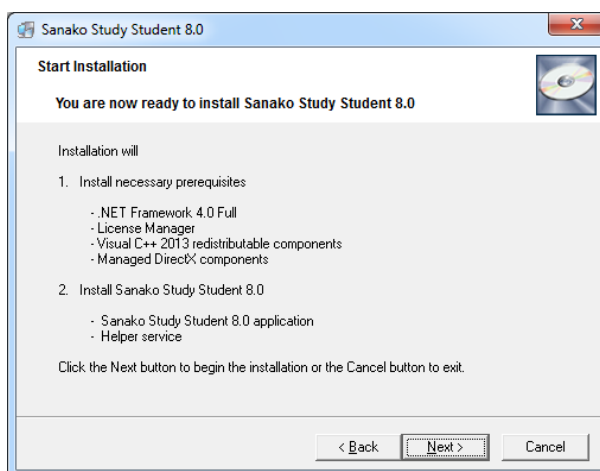 Sanako Study Student 8.0
Start Installation
You are now ready to install Sanako Study Student 8.0
Installation will
1. Install necessary prerequisites
- .NET Framework 4.0 Full
- License Manager
- Visual C++ 2013 redistributable components
- Managed DirectX components
2. Install Sanako Study Student 8.0
- Sanako Study Student 8.0 application
- Helper service
Click the Next button to begin the installation or the Cancel button to exit.
< Back Next > Cancel